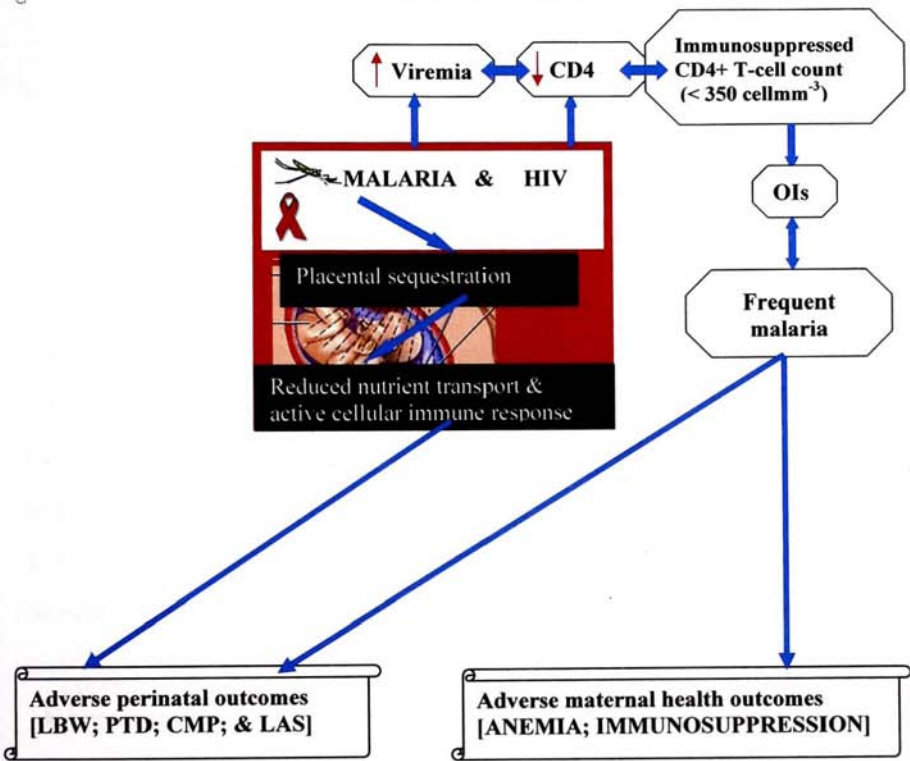 Viremia
CD4
Immunosuppressed
CD4+ T-cell count
(< 350 cellmm⁻³)
MALARIA & HIV
OIs
Placental sequestration
Frequent
malaria
Reduced nutrient transport &
active cellular immune response
Adverse perinatal outcomes
[LBW; PTD; CMP; & LAS]
Adverse maternal health outcomes
[ANEMIA; IMMUNOSUPPRESSION]